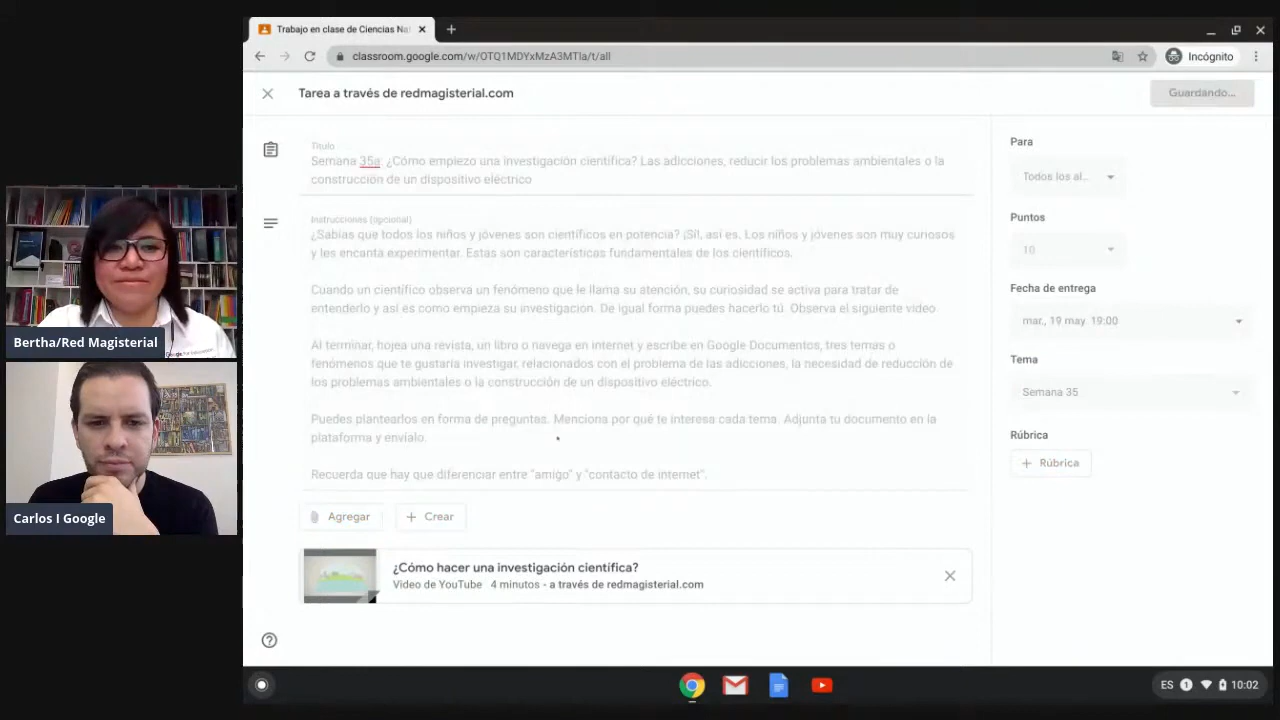 Trabajo en clase de Ciencias Na
classroom.google.com/w/OTQ1MDYxMzA3MTla/t/all
Incógnito
Tarea a través de redmagisterial.com
Guardando...
Título
Semana 35a: ¿Cómo empiezo una investigación científica? Las adicciones, reducir los problemas ambientales o la
construcción de un dispositivo eléctrico
Instrucciones (opcional)
¿Sabías que todos los niños y jóvenes son científicos en potencia? ¡Sí!, así es. Los niños y jóvenes son muy curiosos
y les encanta experimentar. Estas son características fundamentales de los científicos.
Cuando un científico observa un fenómeno que le llama su atención, su curiosidad se activa para tratar de
entenderlo y así es como empieza su investigación. De igual forma puedes hacerlo tú. Observa el siguiente video
Al terminar, hojea una revista, un libro o navega en internet y escribe en Google Documentos, tres temas o
fenómenos que te gustaría investigar, relacionados con el problema de las adicciones, la necesidad de reducción de
los problemas ambientales o la construcción de un dispositivo eléctrico.
Puedes plantearlos en forma de preguntas. Menciona por qué te interesa cada tema. Adjunta tu documento en la
plataforma y envíalo.
Recuerda que hay que diferenciar entre "amigo" y "contacto de internet".
Agregar
Crear
¿Cómo hacer una investigación científica?
Video de YouTube 4 minutos - a través de redmagisterial.com
Para
Todos los al...
Puntos
10
Fecha de entrega
mar., 19 may. 19:00
Tema
Semana 35
Rúbrica
Rúbrica
Bertha/Red Magisterial
Carlos I Google
ES
1
10:02